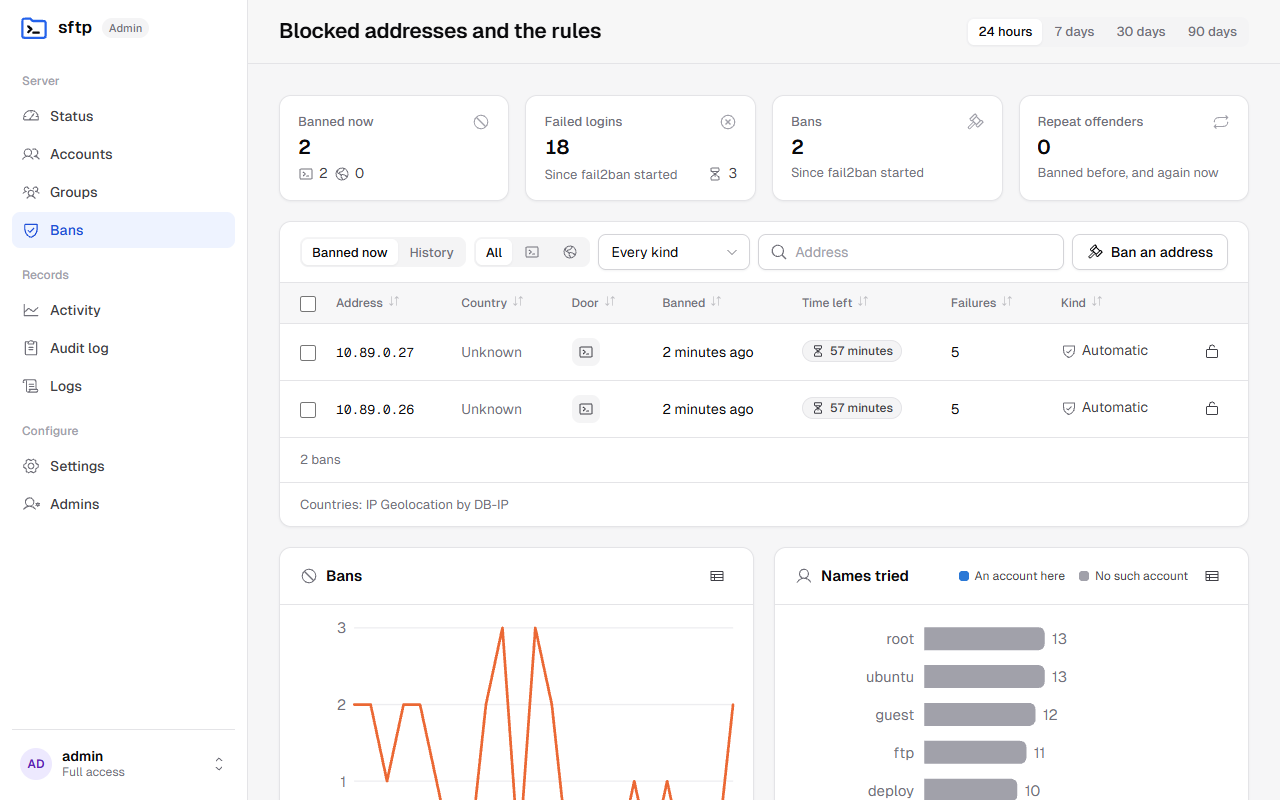 sftp Admin
Server
Status
Accounts
Groups
Bans
Records
Activity
Audit log
Logs
Configure
Settings
Admins
AD admin
Full access
Blocked addresses and the rules
24 hours 7 days 30 days 90 days
Banned now
2
2 0
Failed logins
18
Since fail2ban started 3
Bans
2
Since fail2ban started
Repeat offenders
0
Banned before, and again now
Banned now History All Every kind Address Ban an address
Address Country Door Banned Time left Failures Kind
10.89.0.27 Unknown 2 minutes ago 57 minutes 5 Automatic
10.89.0.26 Unknown 2 minutes ago 57 minutes 5 Automatic
2 bans
Countries: IP Geolocation by DB-IP
Bans
3
2
1
Names tried An account here No such account
root 13
ubuntu 13
guest 12
ftp 11
deploy 10